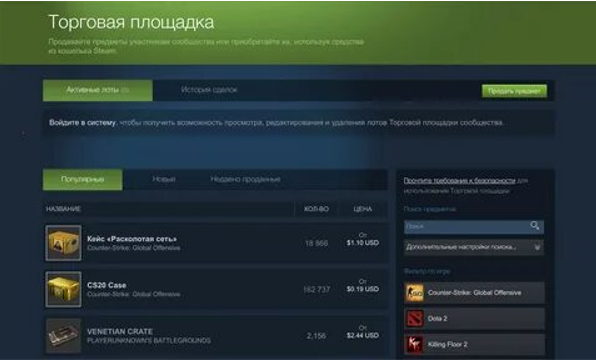 Торговая площадка
Продавайте предметы участникам сообщества или приобретайте их, используя средства
из кошелька Steam.
Активные лоты (0)
История сделок
Продать предмет
Войдите в систему, чтобы получить возможность просмотра, редактирования и удаления лотов Торговой площадки сообщества.
Популярные
Новые
Недавно проданные
НАЗВАНИЕ
КОЛ-ВО
ЦЕНА
Кейс «Расколотая сеть»
Counter-Strike: Global Offensive
18 966
От
$1.10 USD
CS20 Case
Counter-Strike: Global Offensive
162 737
От
$0.19 USD
VENETIAN CRATE
PLAYERUNKNOWN'S BATTLEGROUNDS
2,156
От
$2.44 USD
Прочтите требования к безопасности для
использования Торговой площадки
Поиск предметов
Поиск
Дополнительные настройки поиска...
Фильтр по игре
Counter-Strike: Global Offensive
Dota 2
Killing Floor 2